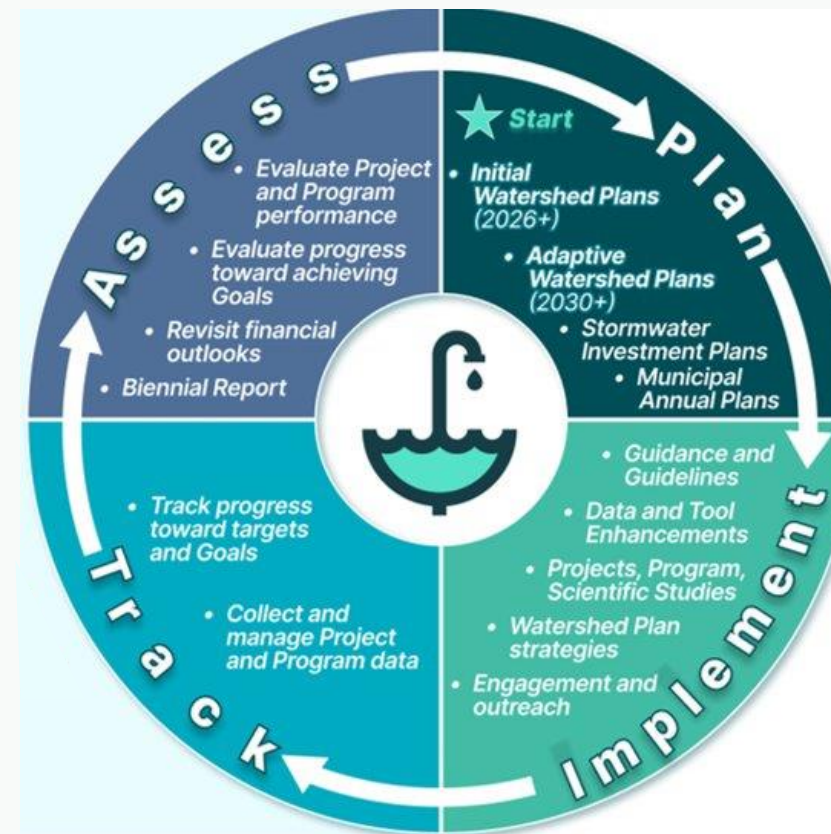 Assess
• Evaluate Project
and Program
performance
• Evaluate progress
toward achieving
Goals
• Revisit financial
outlooks
• Biennial Report
Plan
Start
• Initial
Watershed Plans
(2026+)
• Adaptive
Watershed Plans
(2030+)
• Stormwater
Investment Plans
• Municipal
Annual Plans
Implement
• Guidance and
Guidelines
• Data and Tool
Enhancements
• Projects, Program,
Scientific Studies
• Watershed Plan
strategies
• Engagement and
outreach
Track
• Track progress
toward targets
and Goals
• Collect and
manage Project
and Program data